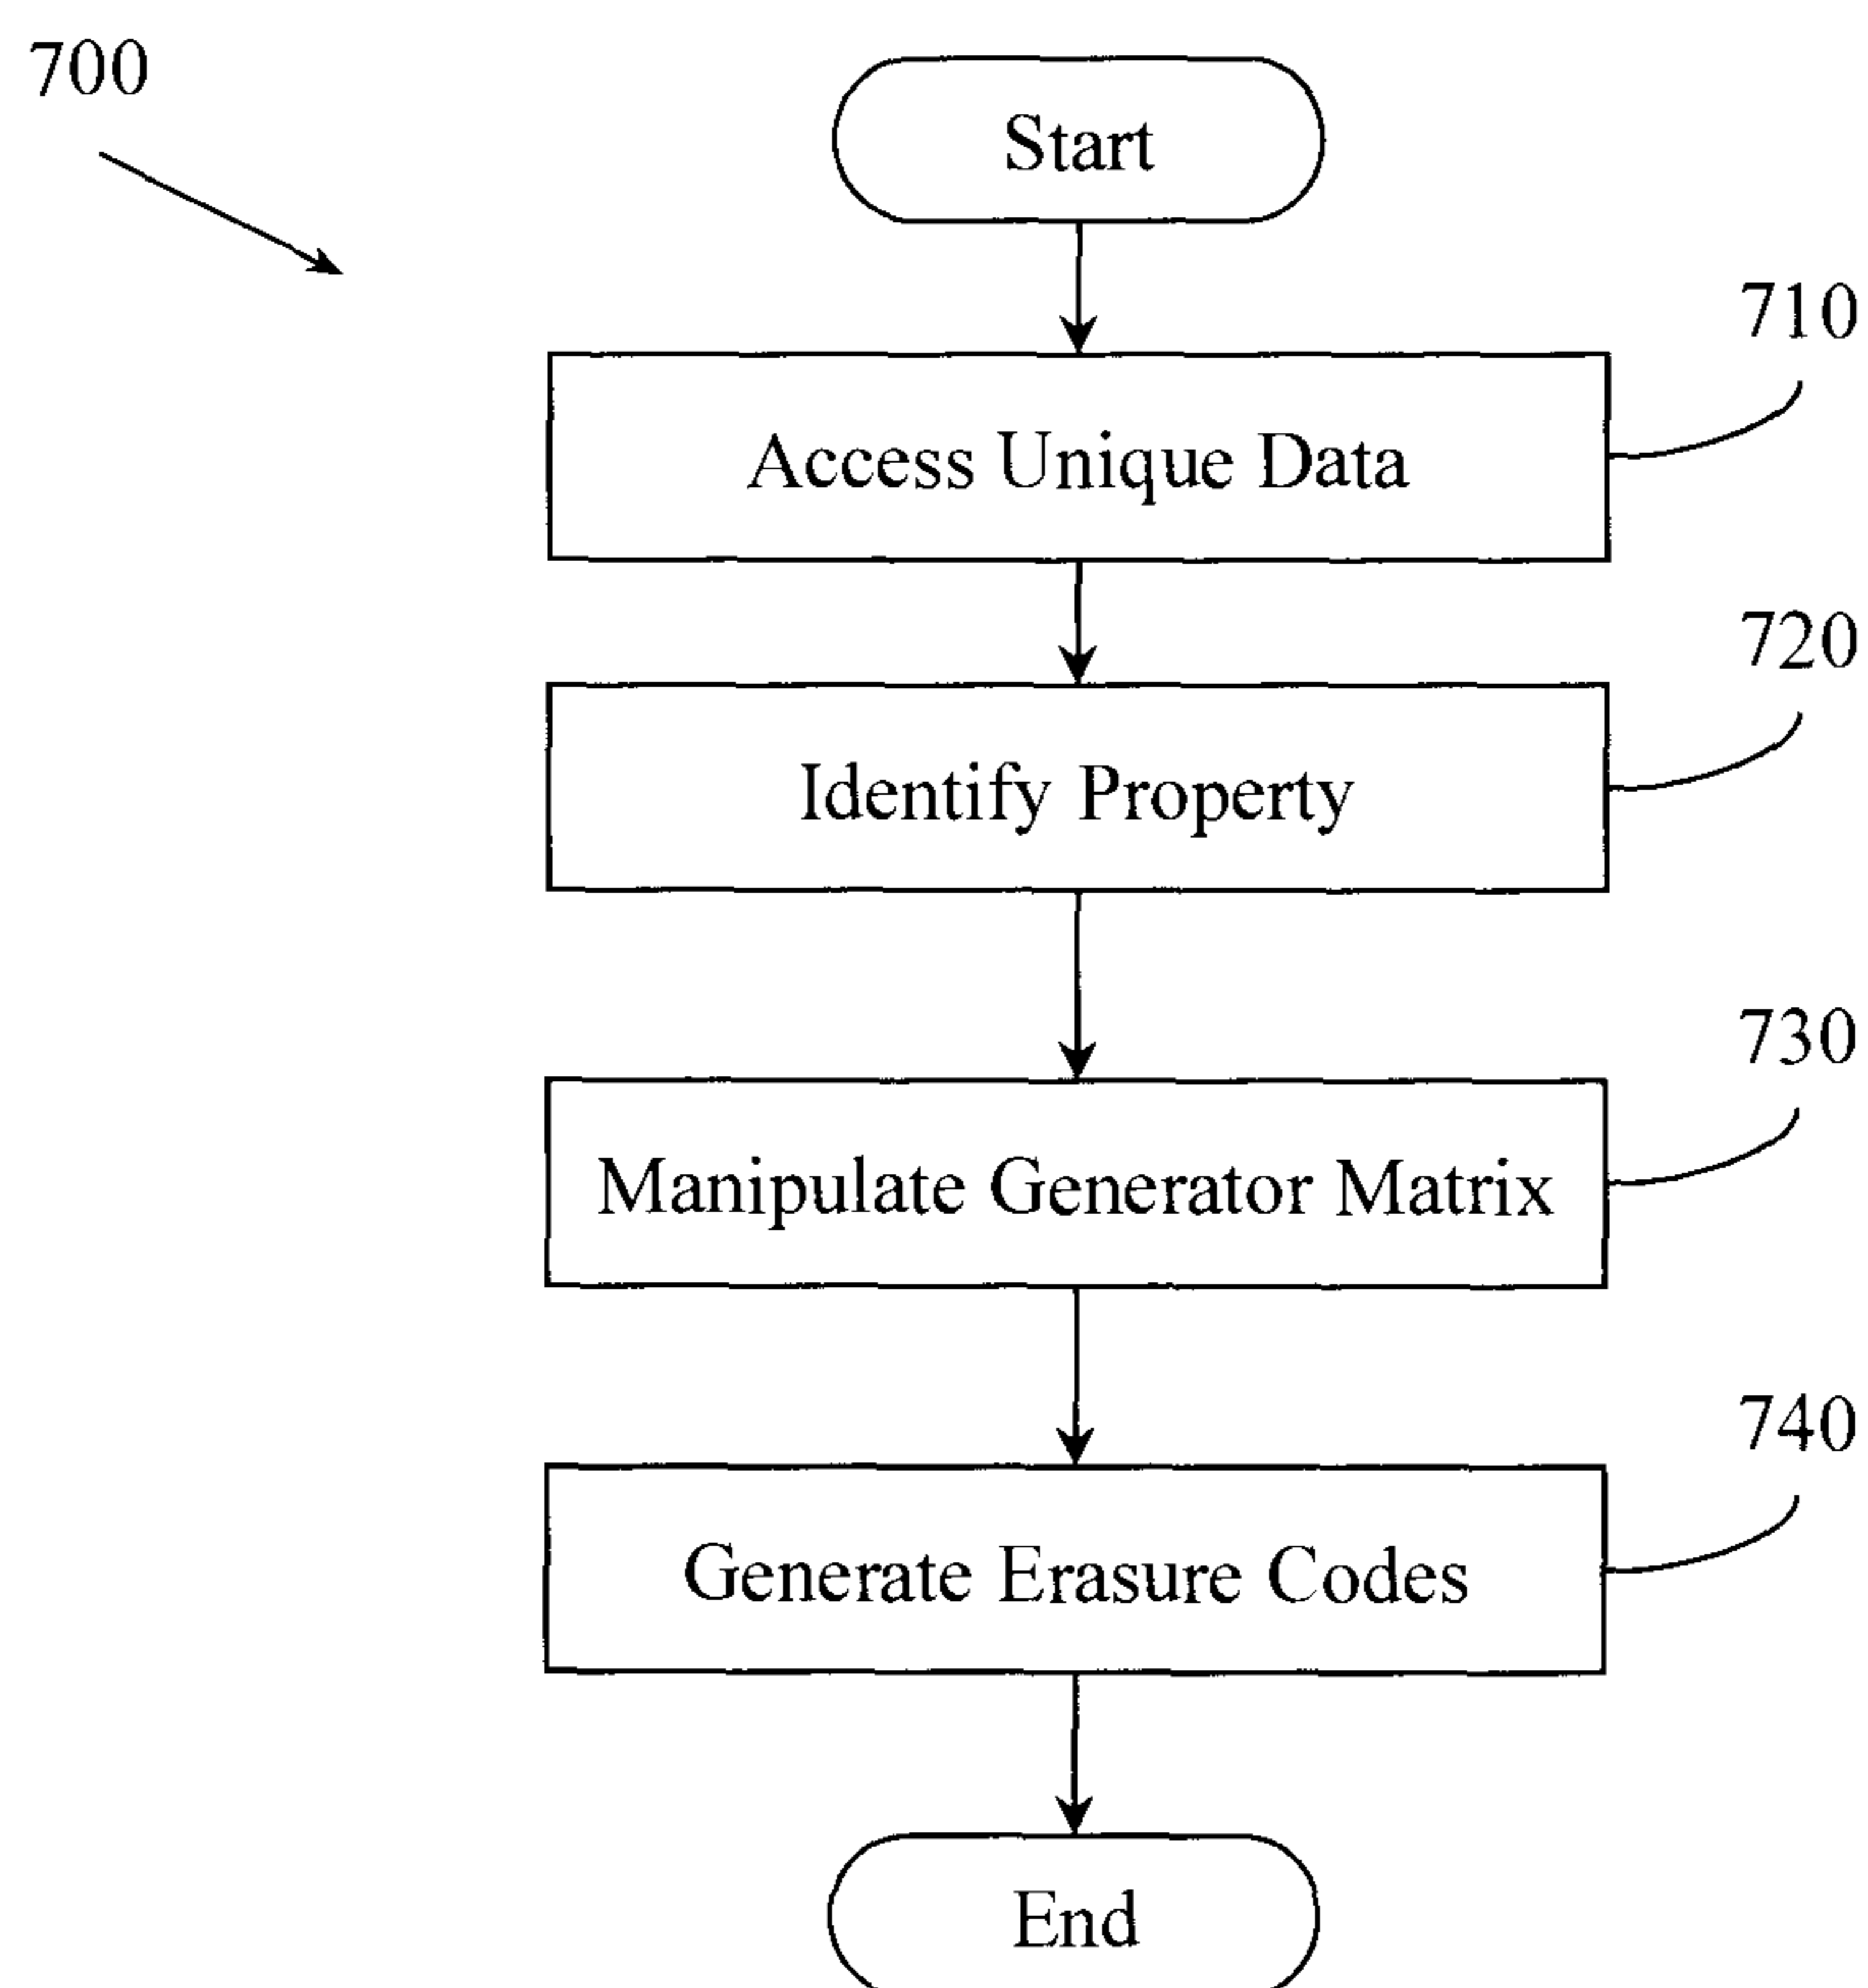 700
Start
710
Access Unique Data
720
Identify Property
730
Manipulate Generator Matrix
740
Generate Erasure Codes
End